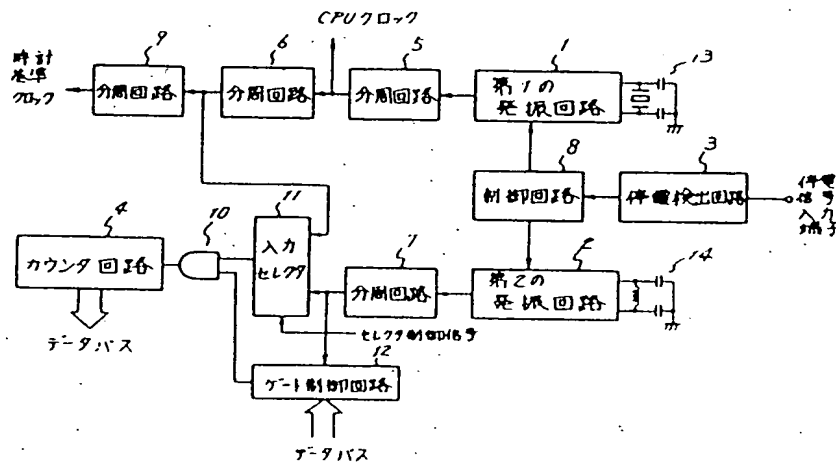 CPUクロック
時計
基準
クロック
9
分周回路
6
分周回路
5
分周回路
1
第1の
発振回路
13
8
制御回路
3
停電検出回路
停電
信号
入力
端子
4
カウンタ回路
データバス
10
11
入力
セレクタ
7
分周回路
2
第2の
発振回路
14
セレクタ制御信号
12
ゲート制御回路
データバス